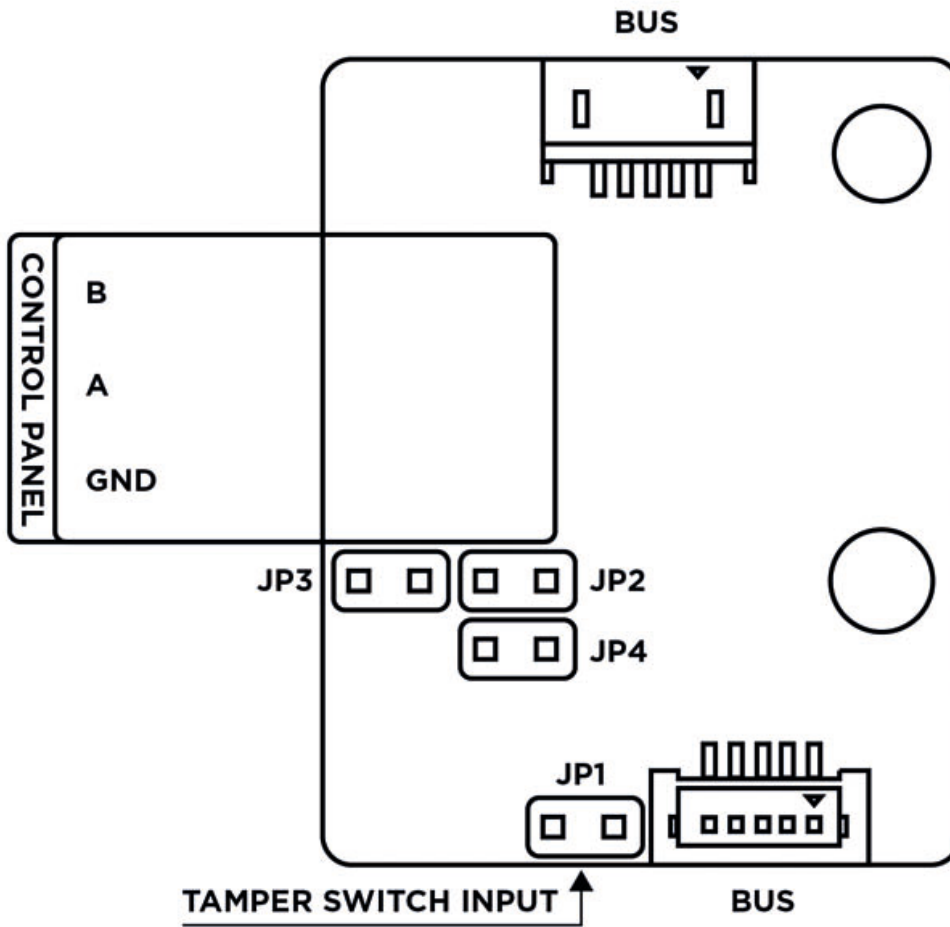 BUS
CONTROL PANEL
B
A
GND
JP3
JP2
JP4
JP1
TAMPER SWITCH INPUT
BUS